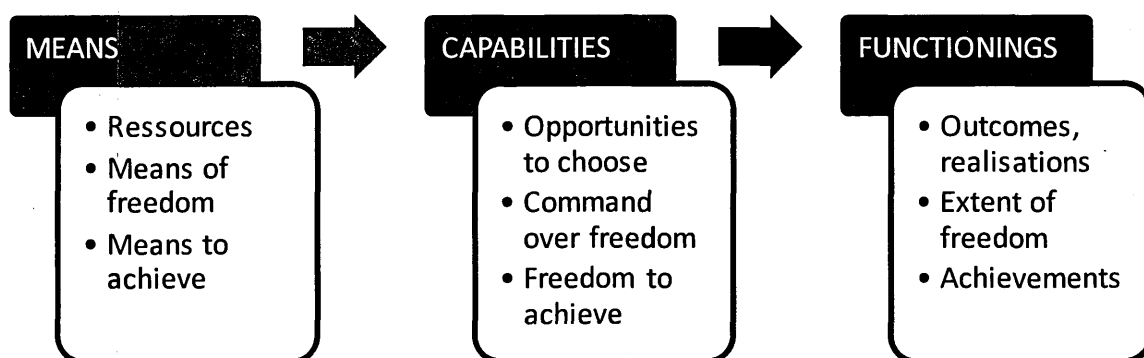 MEANS
• Ressources
• Means of
freedom
• Means to
achieve
CAPABILITIES
• Opportunities
to choose
• Command
over freedom
• Freedom to
achieve
FUNCTIONINGS
• Outcomes,
realisations
• Extent of
freedom
• Achievements